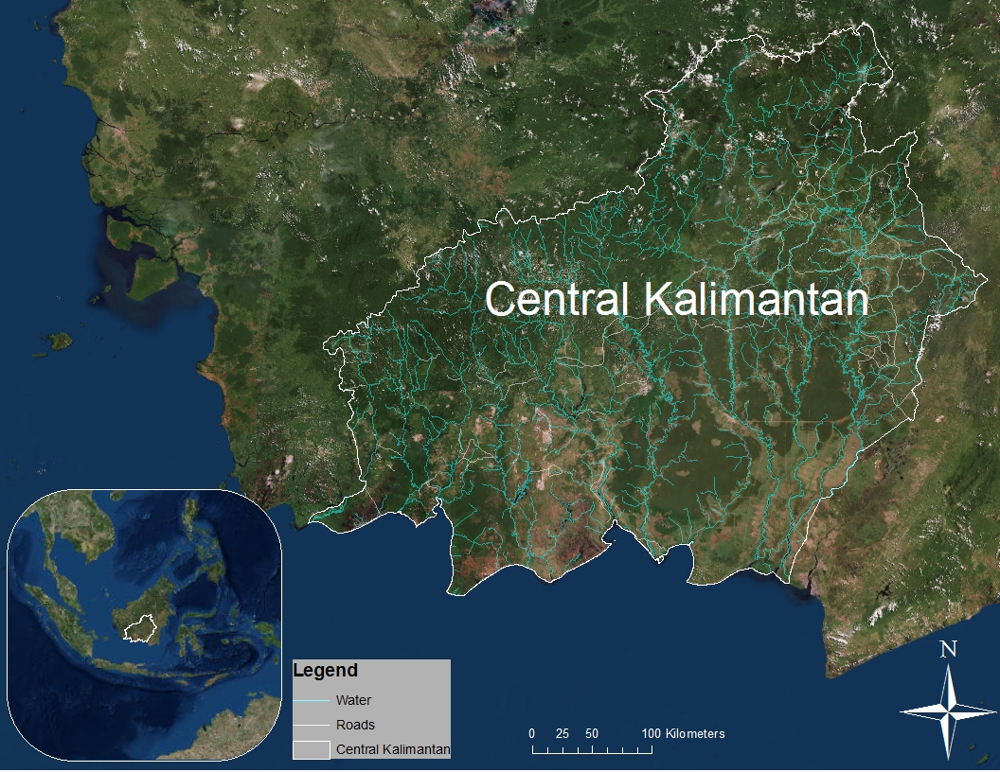 Central Kalimantan
N
Legend
Water
Roads
Central Kalimantan
0 25 50 100 Kilometers